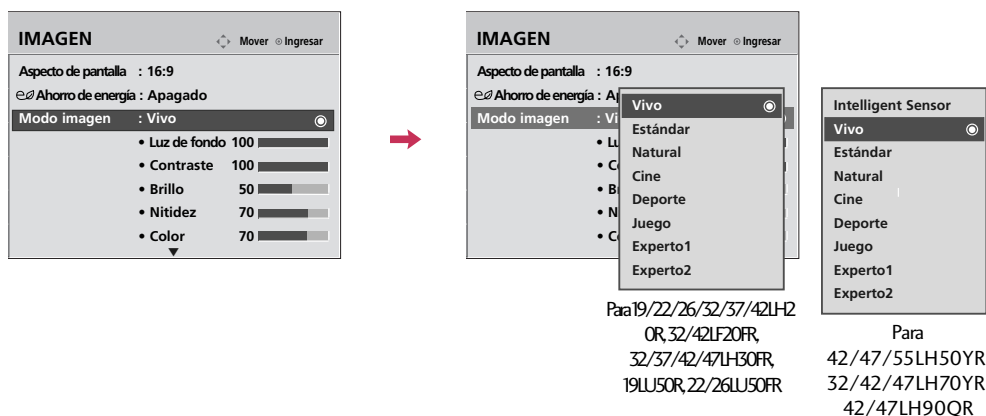 IMAGEN
Mover Ingresar
Aspecto de pantalla : 16:9
Ahorro de energía : Apagado
Modo imagen : Vivo
• Luz de fondo 100
• Contraste 100
• Brillo 50
• Nitidez 70
• Color 70
IMAGEN
Mover Ingresar
Aspecto de pantalla : 16:9
Ahorro de energía : A
Modo imagen : Vi
• Lu
• C
• B
• N
• C
Vivo
Estándar
Natural
Cine
Deporte
Juego
Experto1
Experto2
Para19/22/26/32/37/42LH2
0R, 32/42LF20FR,
32/37/42/47LH30FR,
19LU50R, 22/26LU50FR
Intelligent Sensor
Vivo
Estándar
Natural
Cine
Deporte
Juego
Experto1
Experto2
Para
42/47/55LH50YR
32/42/47LH70YR
42/47LH90QR